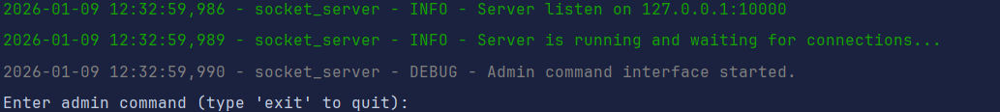 2026-01-09 12:32:59,986 - socket_server - INFO - Server listen on 127.0.0.1:10000
2026-01-09 12:32:59,989 - socket_server - INFO - Server is running and waiting for connections...
2026-01-09 12:32:59,990 - socket_server - DEBUG - Admin command interface started.
Enter admin command (type 'exit' to quit):